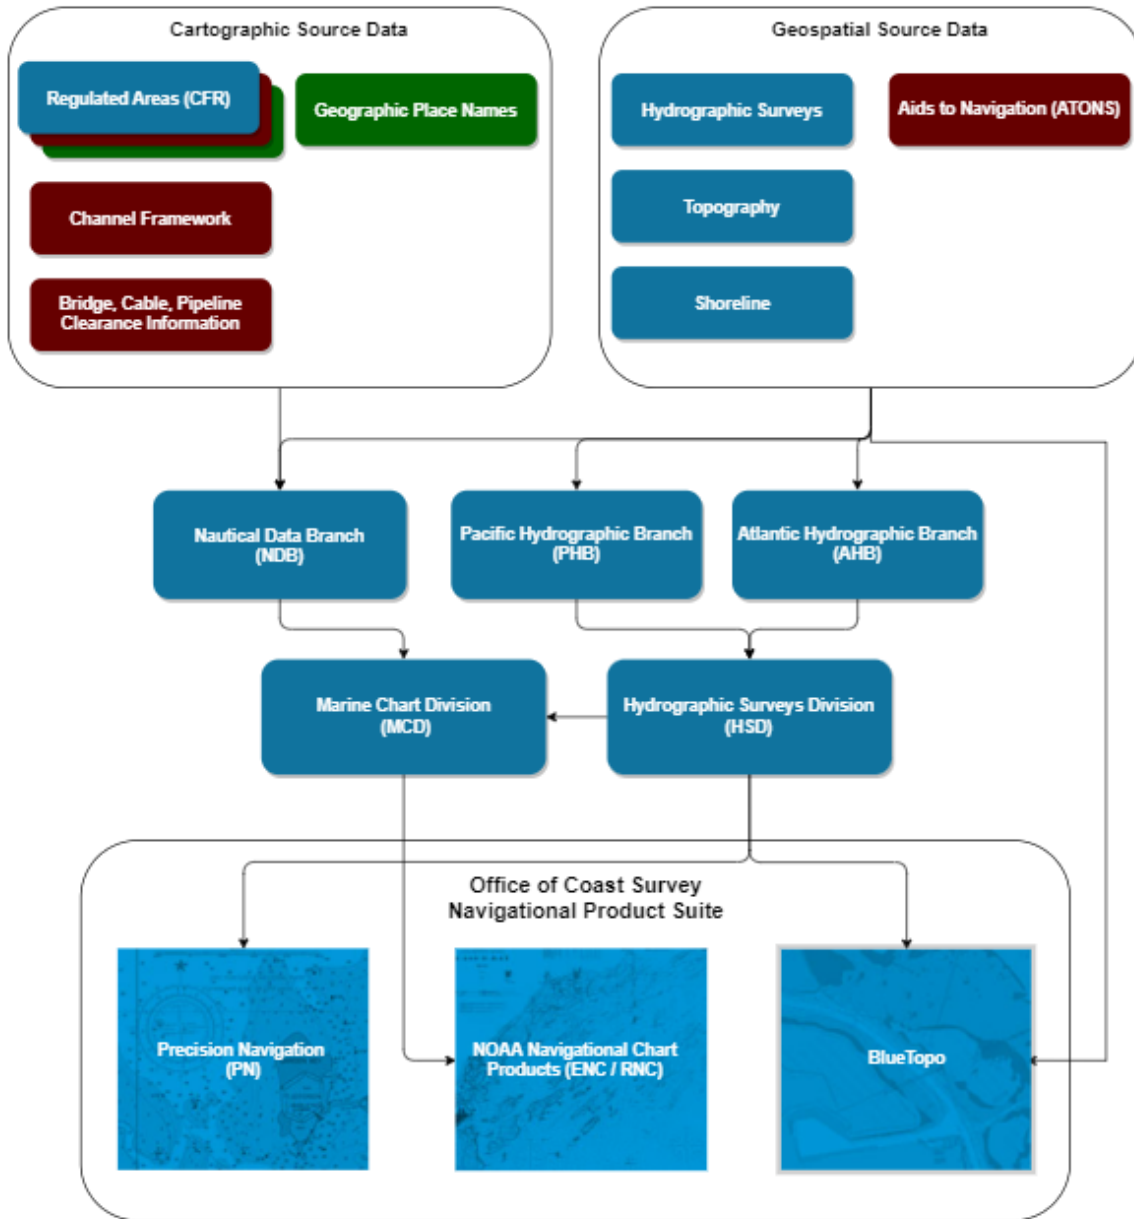 Cartographic Source Data
Regulated Areas (CFR)
Geographic Place Names
Channel Framework
Bridge, Cable, Pipeline
Clearance Information
Geospatial Source Data
Hydrographic Surveys
Aids to Navigation (ATONS)
Topography
Shoreline
Nautical Data Branch
(NDB)
Pacific Hydrographic Branch
(PHB)
Atlantic Hydrographic Branch
(AHB)
Marine Chart Division
(MCD)
Hydrographic Surveys Division
(HSD)
Office of Coast Survey
Navigational Product Suite
Precision Navigation
(PN)
NOAA Navigational Chart
Products (ENC / RNC)
BlueTopo